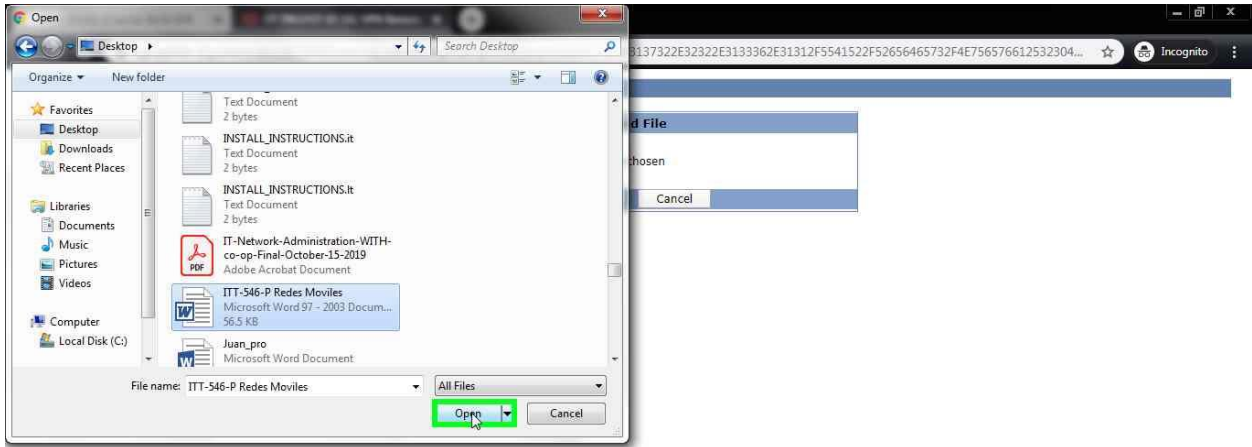 Open
Desktop
Search Desktop
3137322E32322E3133362E31312F5541522F52656465732F4E756576612532304...
Incognito
Organize
New folder
Favorites
Desktop
Downloads
Recent Places
Libraries
Documents
Music
Pictures
Videos
Computer
Local Disk (C:)
Text Document
2 bytes
INSTALL_INSTRUCTIONS.it
Text Document
2 bytes
INSTALL_INSTRUCTIONS.lt
Text Document
2 bytes
PDF
IT-Network-Administration-WITH-
co-op-Final-October-15-2019
Adobe Acrobat Document
W
ITT-546-P Redes Moviles
Microsoft Word 97 - 2003 Docum...
56.5 KB
W
Juan_pro
Microsoft Word Document
File name: ITT-546-P Redes Moviles
All Files
Open
Cancel
d File
chosen
Cancel